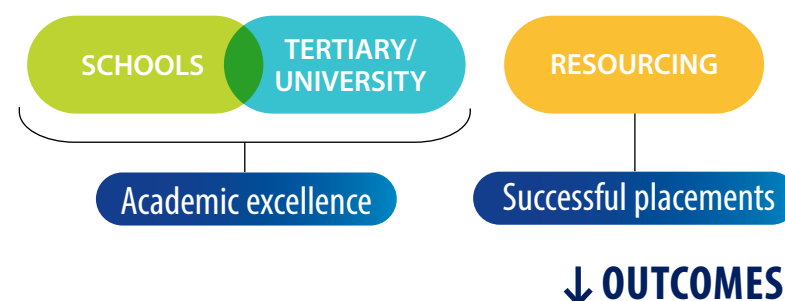 SCHOOLS
TERTIARY/
UNIVERSITY
RESOURCING
Academic excellence
Successful placements
↓ OUTCOMES